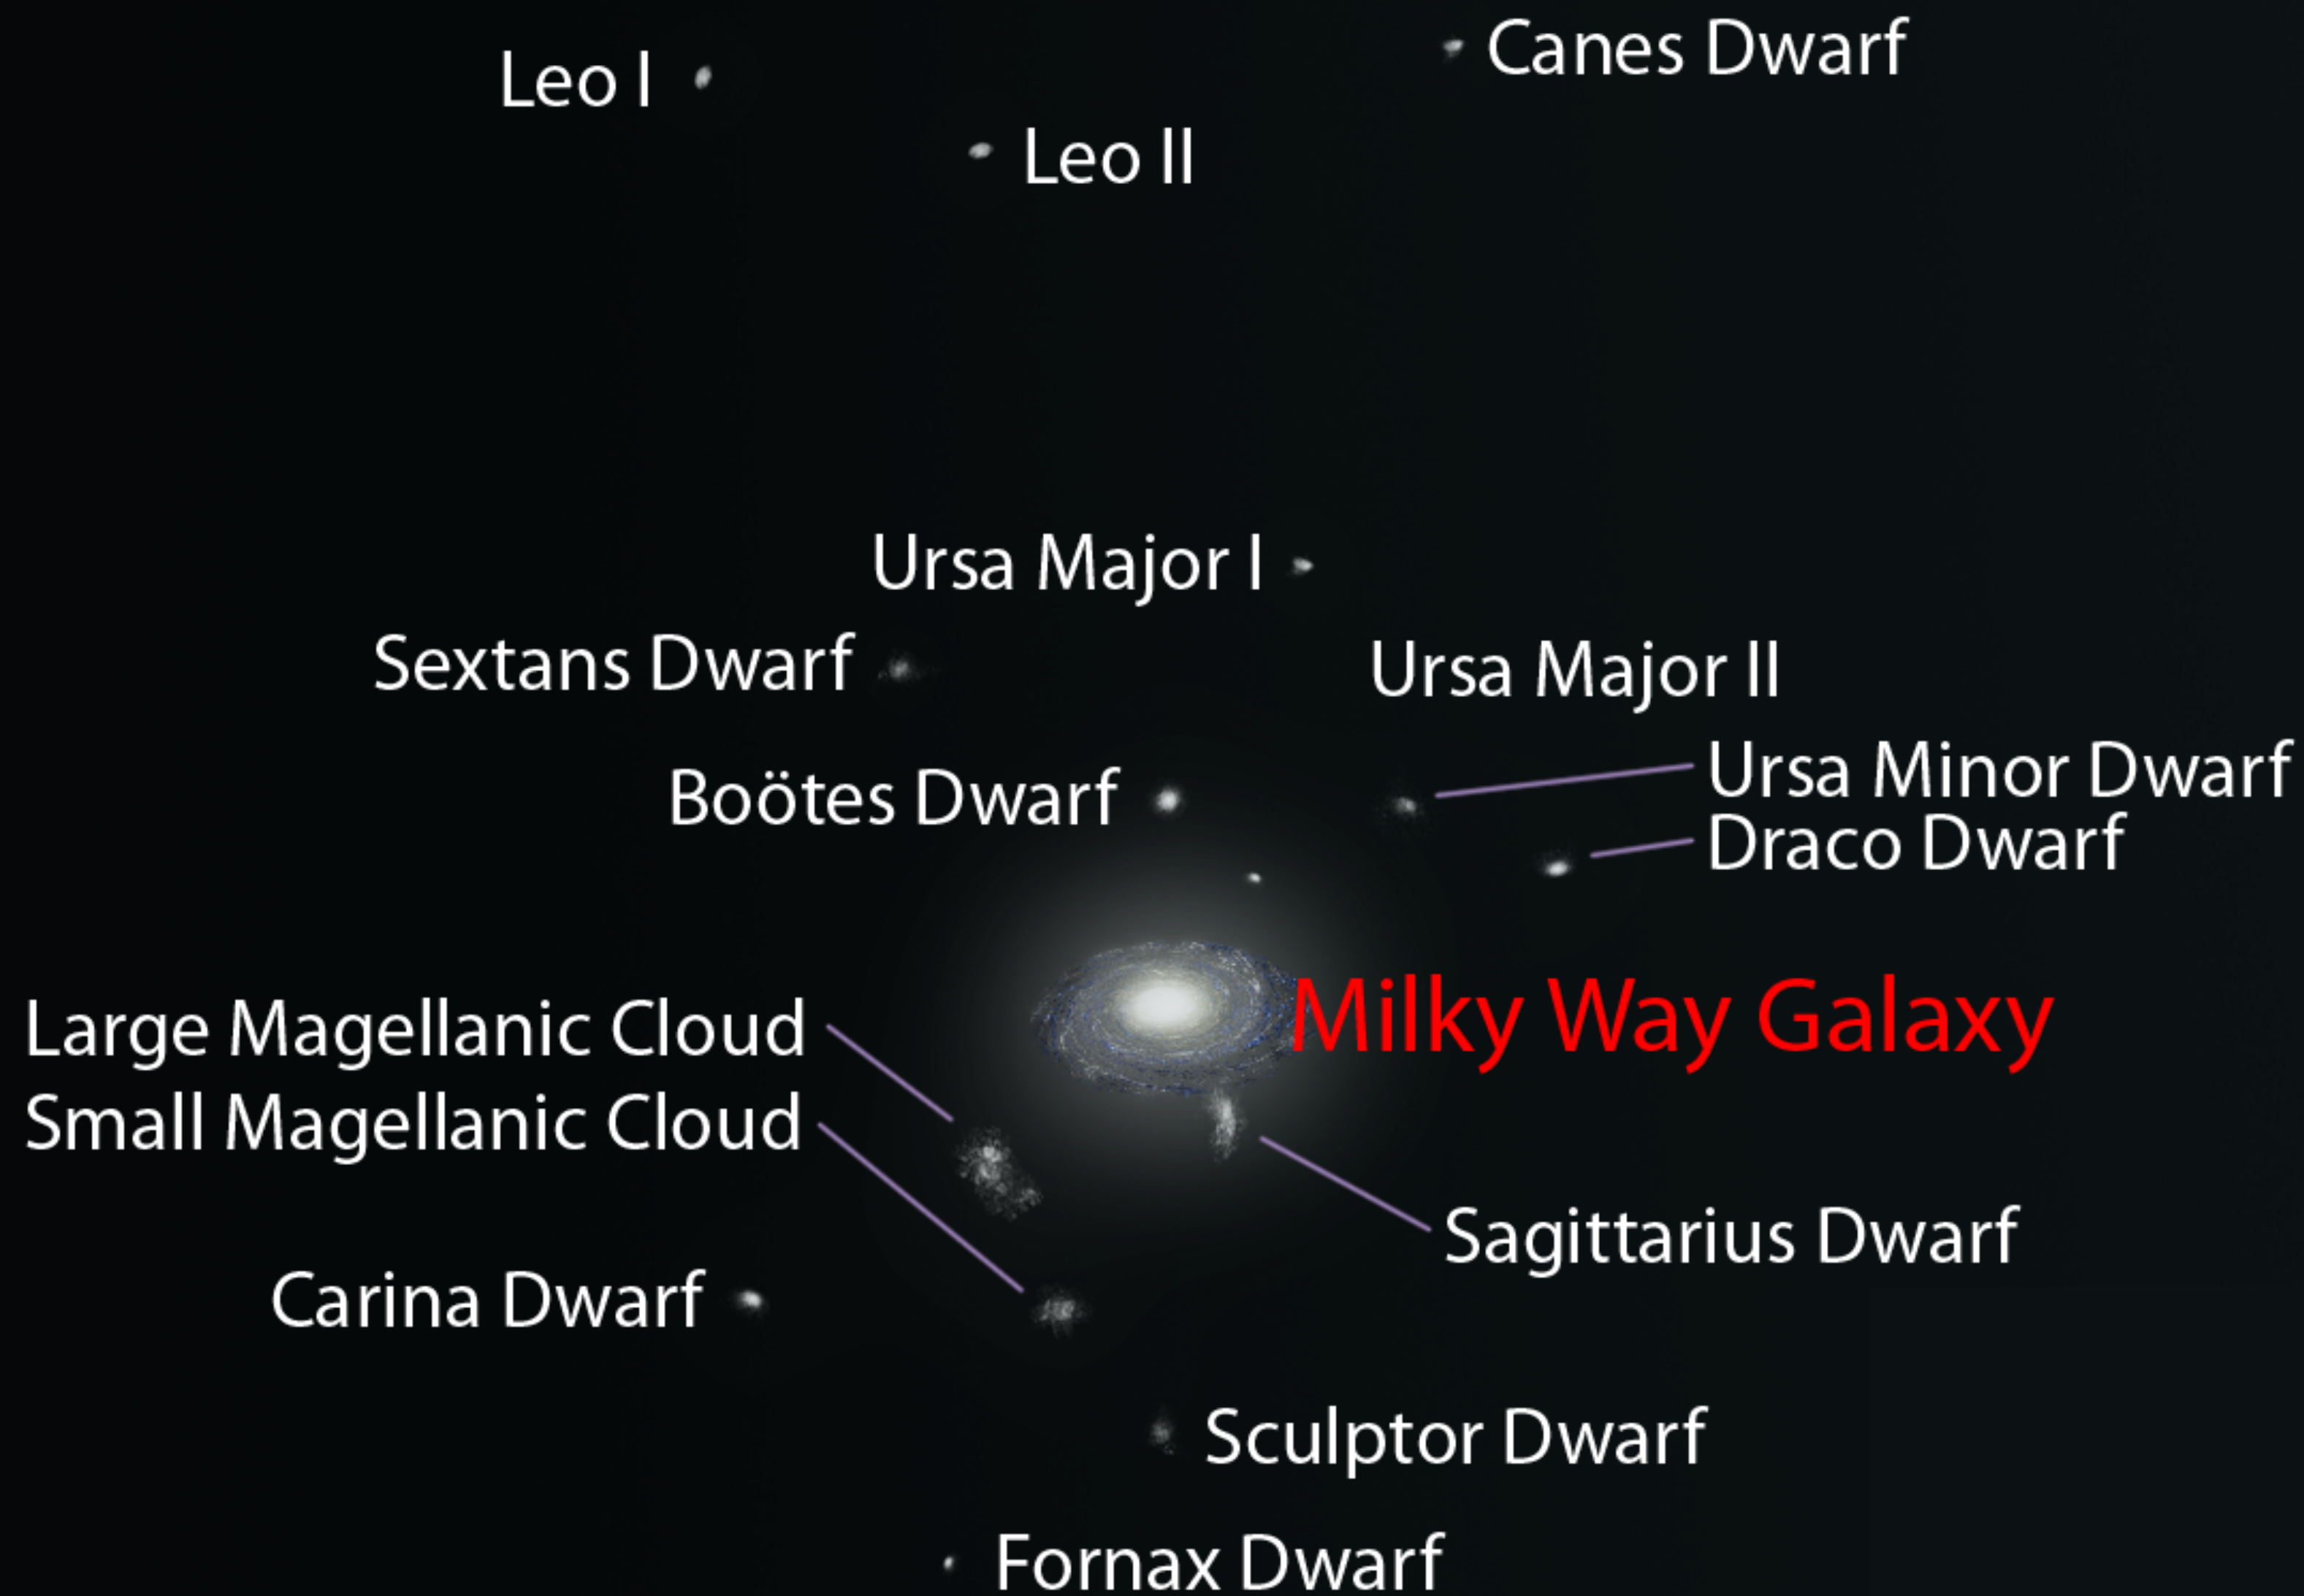 Canes Dwarf
Leo I
Leo II
Ursa Major I
Sextans Dwarf
Ursa Major II
Ursa Minor Dwarf
Boötes Dwarf
Draco Dwarf
Milky Way Galaxy
Large Magellanic Cloud
Small Magellanic Cloud
Sagittarius Dwarf
Carina Dwarf
Sculptor Dwarf
Fornax Dwarf